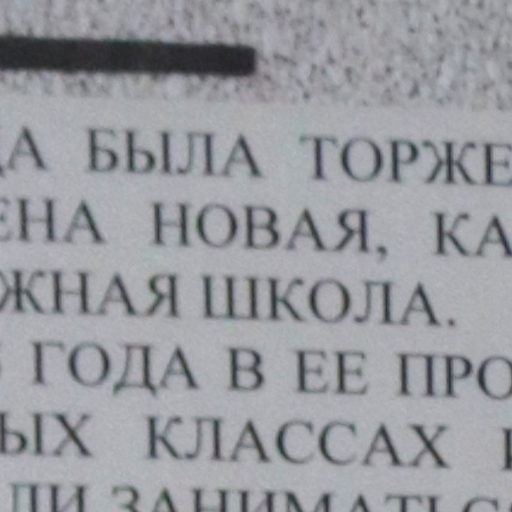 ДА БЫЛА ТОРЖЕ
ЕНА НОВАЯ, КА
ЖНАЯ ШКОЛА.
ГОДА В ЕЕ ПРО
ЫХ КЛАССАХ
ЛИ ЗАНИМАТЬС